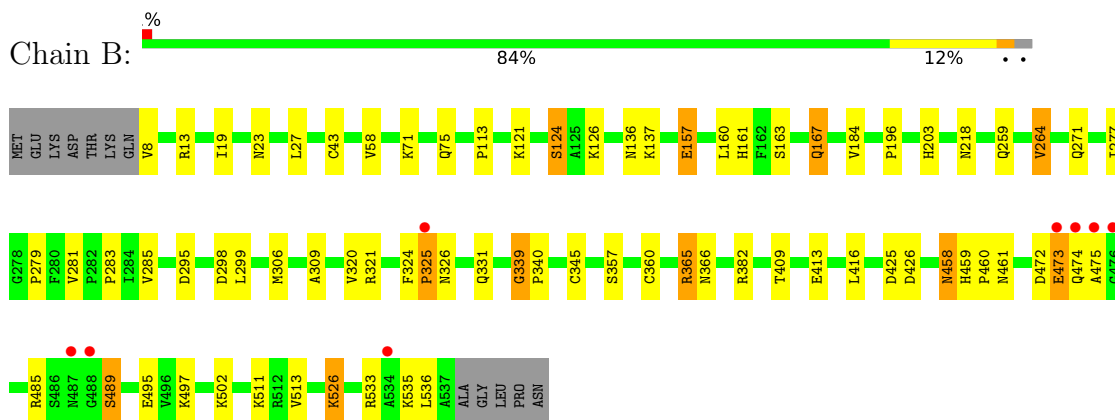 %
Chain B:
84% 12% • •
MET GLU LYS ASP THR LYS GLN V8 R13 I19 N23 L27 C43 V58 K71 Q75 P113 K121 S124 A125 K126 N136 K137 E157 L160 H161 F162 S163 Q167 V184 P196 H203 N218 Q259 V264 Q271 I277
G278 P279 F280 V281 P282 P283 I284 V285 D295 D298 L299 M306 A309 V320 R321 F324 P325 N326 Q331 G339 P340 C345 S357 C360 R365 N366 R382 T409 E413 L416 D425 D426 N458 H459 P460 N461 D472 E473 Q474 A475 G476
R485 S486 N487 G488 S489 E495 V496 K497 K502 K511 R512 V513 K526 R533 A534 K535 L536 A537 ALA GLY LEU PRO ASN